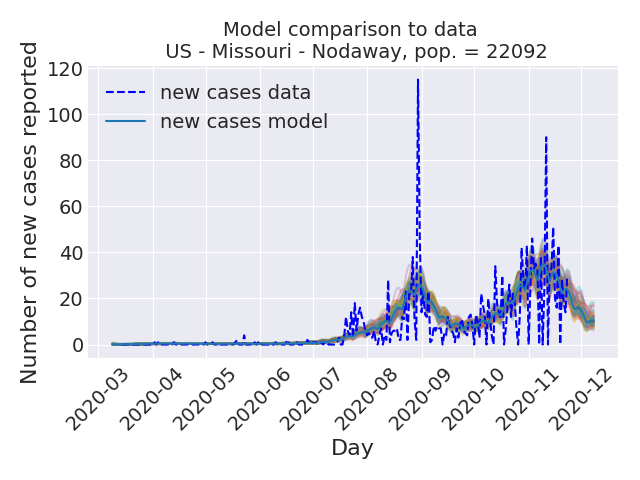 Model comparison to data
US - Missouri - Nodaway, pop. = 22092
Number of new cases reported
120
100
80
60
40
20
0
new cases data
new cases model
2020-03
2020-04
2020-05
2020-06
2020-07
2020-08
2020-09
2020-10
2020-11
2020-12
Day